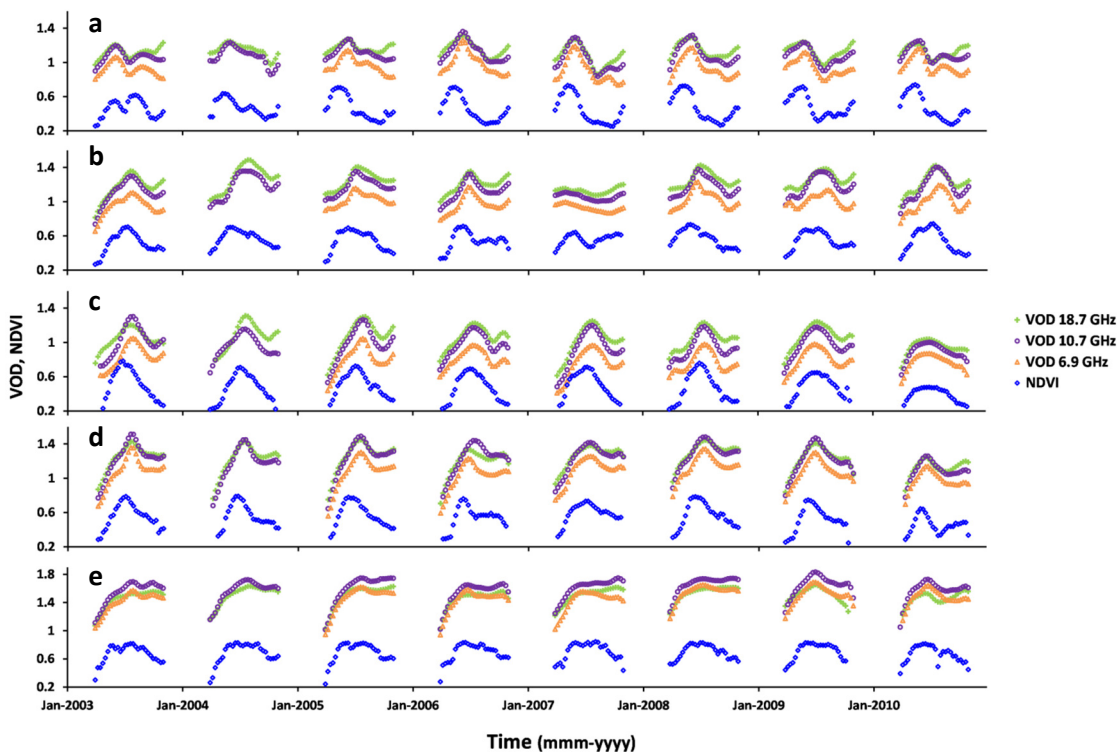 a
1.4
1
0.6
0.2
b
1.4
1
0.6
0.2
c
1.4
1
0.6
0.2
d
1.4
1
0.6
0.2
e
1.8
1.4
1
0.6
0.2
VOD, NDVI
VOD 18.7 GHz
VOD 10.7 GHz
VOD 6.9 GHz
NDVI
Jan-2003 Jan-2004 Jan-2005 Jan-2006 Jan-2007 Jan-2008 Jan-2009 Jan-2010
Time (mmm-yyyy)